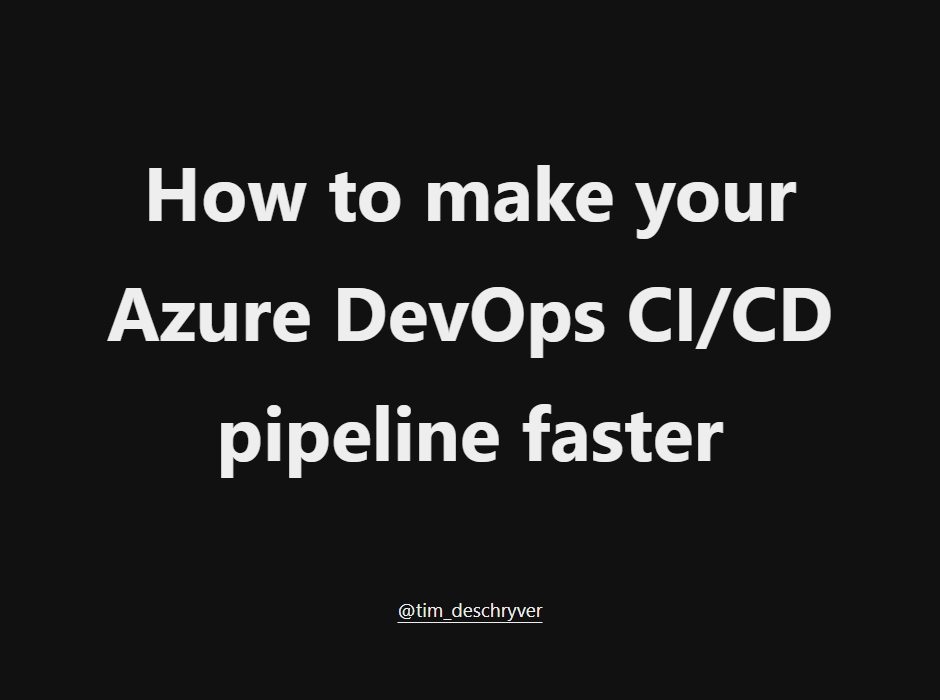 How to make your
Azure DevOps CI/CD
pipeline faster
@tim_deschryver